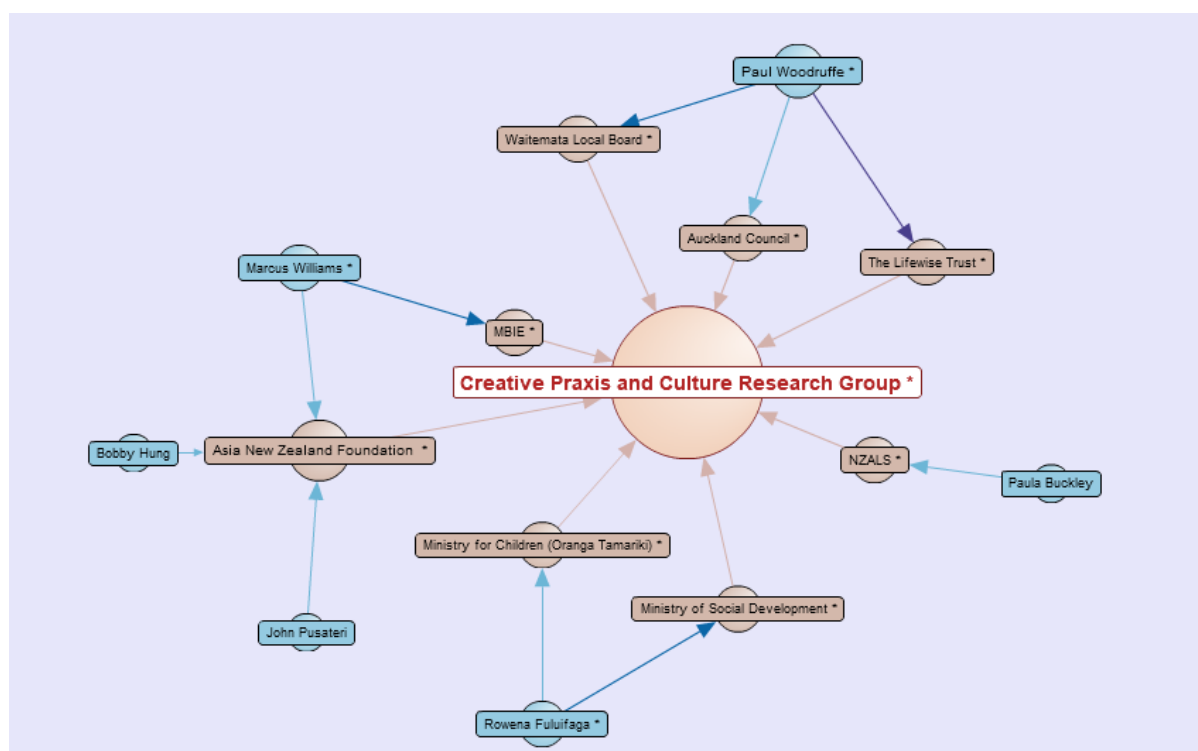 Paul Woodruffe *
Waitemata Local Board *
Auckland Council *
The Lifewise Trust *
Marcus Williams *
MBIE *
Creative Praxis and Culture Research Group *
Bobby Hung
Asia New Zealand Foundation *
NZALS *
Paula Buckley
Ministry for Children (Oranga Tamariki) *
Ministry of Social Development *
John Pusateri
Rowena Fuluifaga *